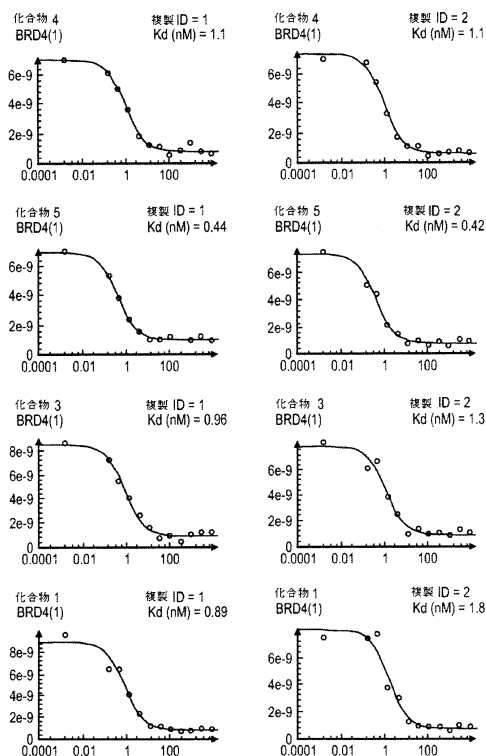 化合物 4
BRD4(1)
複製 ID = 1
Kd (nM) = 1.1
6e-9
4e-9
2e-9
0
0.0001 0.01 1 100
化合物 4
BRD4(1)
複製 ID = 2
Kd (nM) = 1.1
6e-9
4e-9
2e-9
0
0.0001 0.01 1 100
化合物 5
BRD4(1)
複製 ID = 1
Kd (nM) = 0.44
6e-9
4e-9
2e-9
0
0.0001 0.01 1 100
化合物 5
BRD4(1)
複製 ID = 2
Kd (nM) = 0.42
6e-9
4e-9
2e-9
0
0.0001 0.01 1 100
化合物 3
BRD4(1)
複製 ID = 1
Kd (nM) = 0.96
8e-9
6e-9
4e-9
2e-9
0
0.0001 0.01 1 100
化合物 3
BRD4(1)
複製 ID = 2
Kd (nM) = 1.3
6e-9
4e-9
2e-9
0
0.0001 0.01 1 100
化合物 1
BRD4(1)
複製 ID = 1
Kd (nM) = 0.89
8e-9
6e-9
4e-9
2e-9
0
0.0001 0.01 1 100
化合物 1
BRD4(1)
複製 ID = 2
Kd (nM) = 1.8
6e-9
4e-9
2e-9
0
0.0001 0.01 1 100